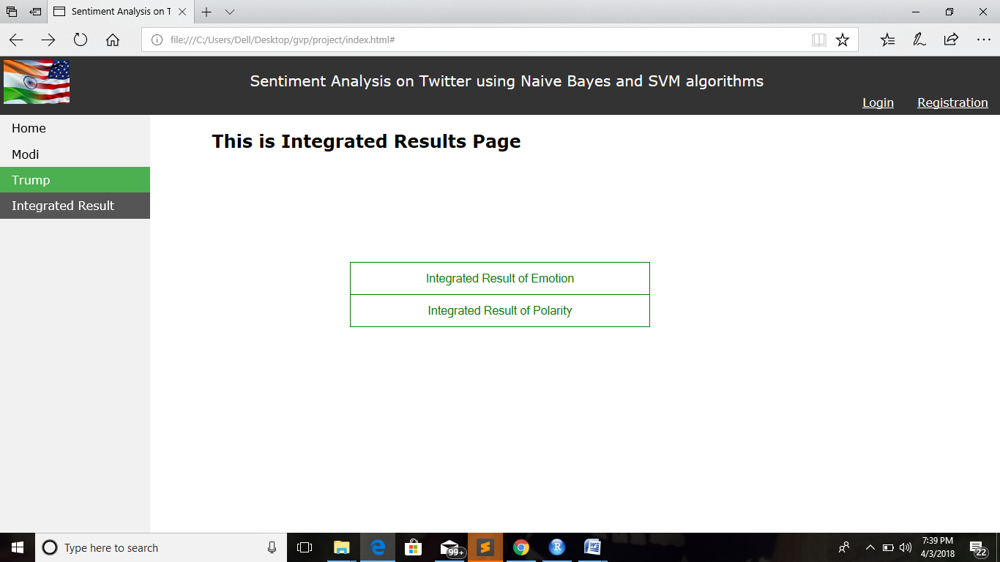 Sentiment Analysis on T
file:///C:/Users/Dell/Desktop/gvp/project/index.html#
Sentiment Analysis on Twitter using Naive Bayes and SVM algorithms
Login Registration
Home
Modi
Trump
Integrated Result
This is Integrated Results Page
Integrated Result of Emotion
Integrated Result of Polarity
Type here to search
99+
7:39 PM
4/3/2018
22